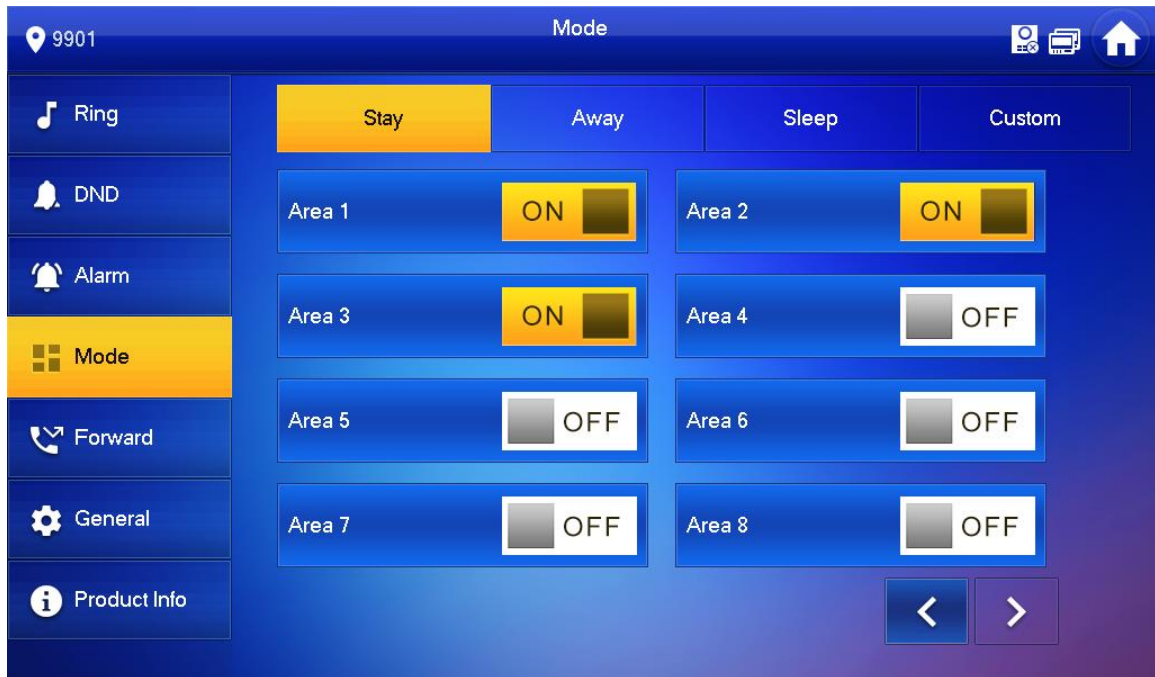 9901
Mode
Ring
DND
Alarm
Mode
Forward
General
Product Info
Stay Away Sleep Custom
Area 1 ON Area 2 ON
Area 3 ON Area 4 OFF
Area 5 OFF Area 6 OFF
Area 7 OFF Area 8 OFF